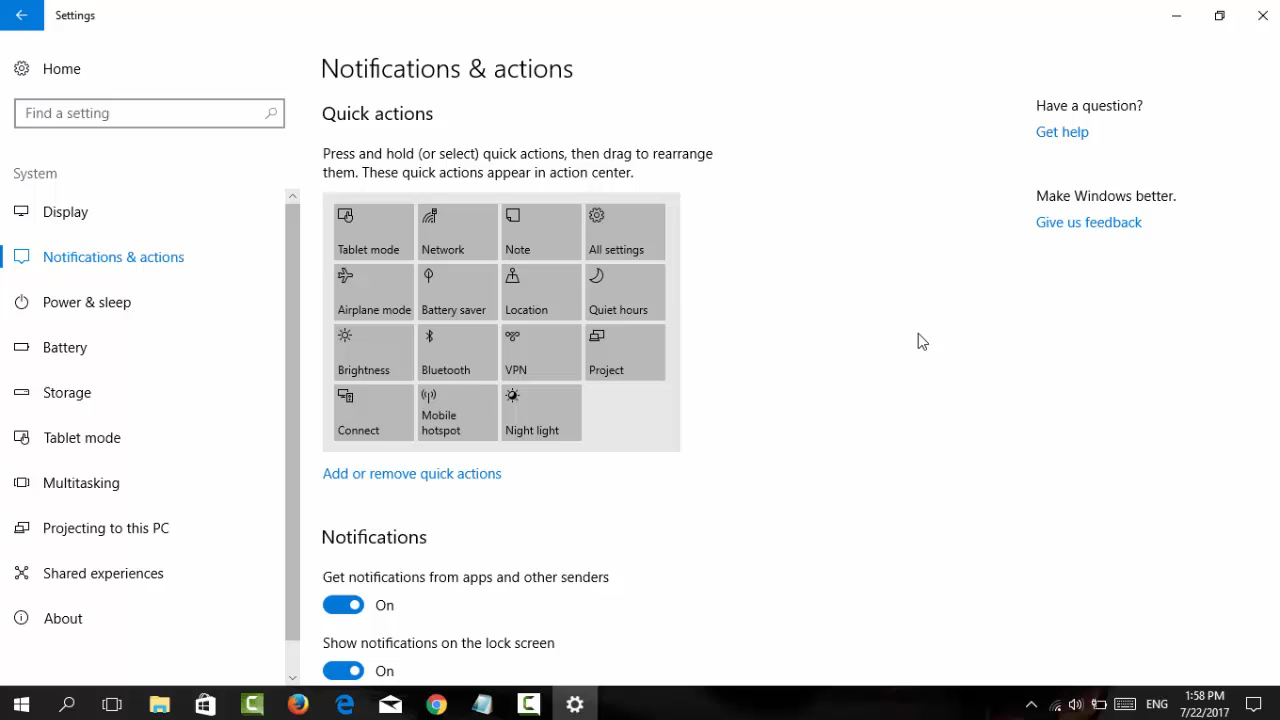 Settings
Home
Find a setting
System
Display
Notifications & actions
Power & sleep
Battery
Storage
Tablet mode
Multitasking
Projecting to this PC
Shared experiences
About
Notifications & actions
Quick actions
Press and hold (or select) quick actions, then drag to rearrange
them. These quick actions appear in action center.
Tablet mode
Network
Note
All settings
Airplane mode
Battery saver
Location
Quiet hours
Brightness
Bluetooth
VPN
Project
Connect
Mobile
hotspot
Night light
Add or remove quick actions
Notifications
Get notifications from apps and other senders
On
Show notifications on the lock screen
On
Have a question?
Get help
Make Windows better.
Give us feedback
ENG
1:58 PM
7/22/2017